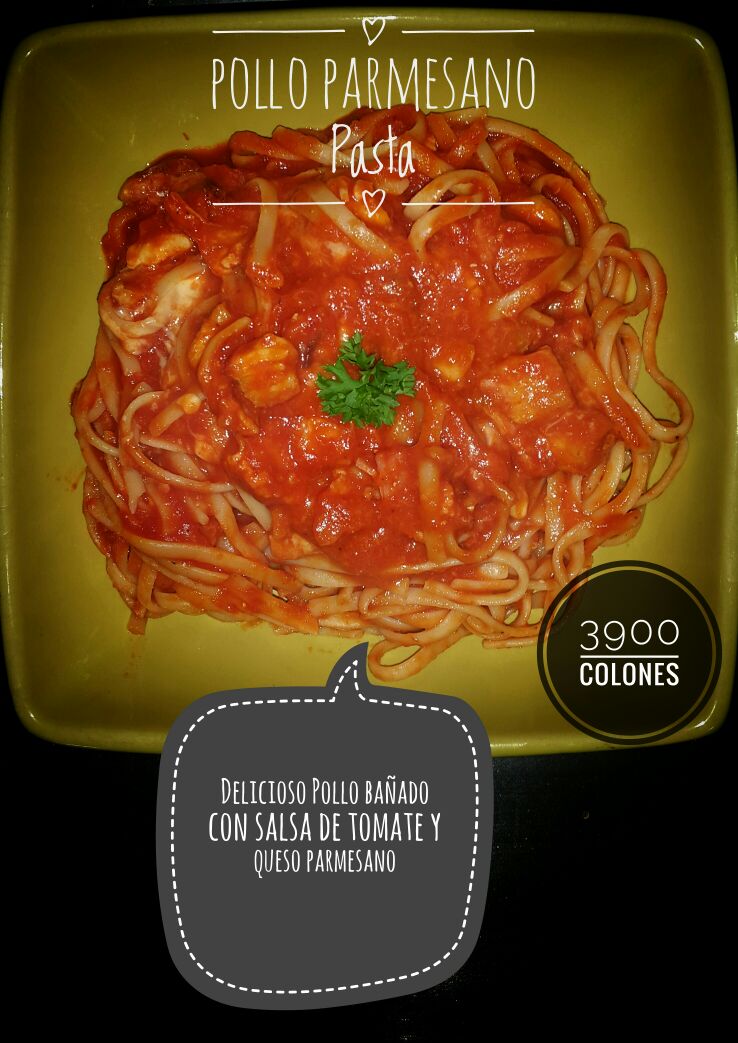 POLLO PARMESANO
Pasta
3900
COLONES
DELICIOSO POLLO BAÑADO
CON SALSA DE TOMATE Y
QUESO PARMESANO